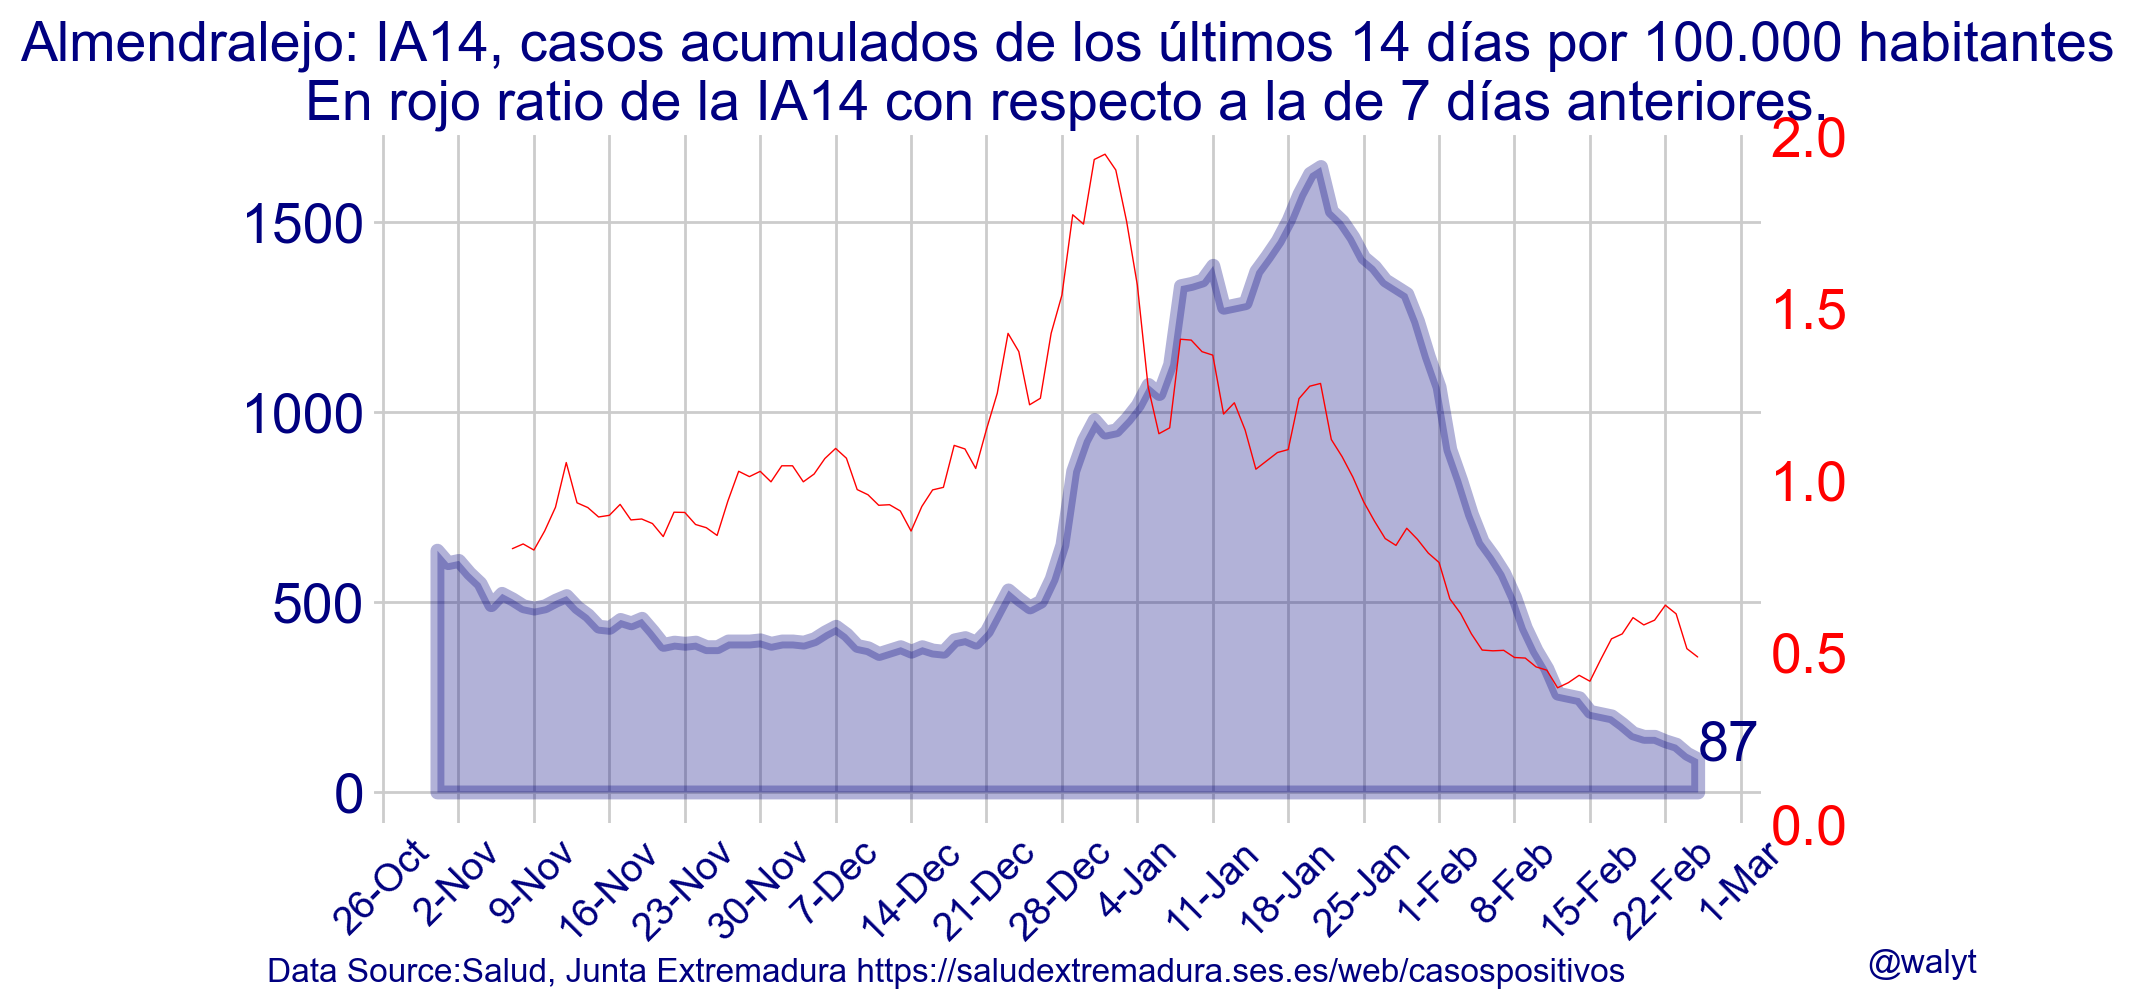 Almendralejo: IA14, casos acumulados de los últimos 14 días por 100.000 habitantes
En rojo ratio de la IA14 con respecto a la de 7 días anteriores.
2.0
1500
1.5
1000
1.0
500
0.5
87
0
0.0
26-Oct 2-Nov 9-Nov 16-Nov 23-Nov 30-Nov 7-Dec 14-Dec 21-Dec 28-Dec 4-Jan 11-Jan 18-Jan 25-Jan 1-Feb 8-Feb 15-Feb 22-Feb 1-Mar
Data Source:Salud, Junta Extremadura https://saludextremadura.ses.es/web/casospositivos
@walyt